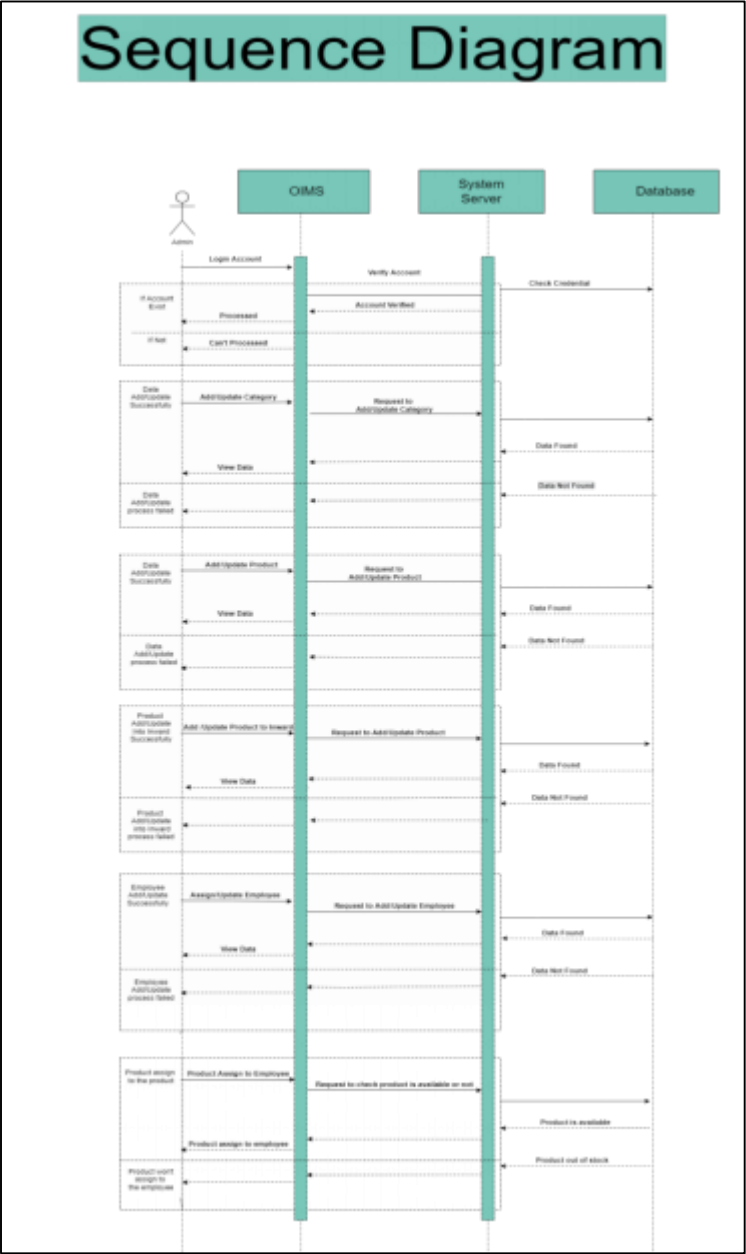 Sequence Diagram
OIMS
System
Server
Database
Admin
Login Account
Verify Account
Check Credential
If Account
Exist
Account Verified
Processed
If Not
Can't Processed
Data
Add/Update
Successfully
Add/Update Category
Request to
Add/Update Category
Data Found
View Data
Data Not Found
Data
Add/Update
process failed
Data
Add/Update
Successfully
Add/Update Product
Request to
Add/Update Product
Data Found
View Data
Data Not Found
Data
Add/Update
process failed
Product
Add/Update
into Inward
Successfully
Add /Update Product to Inward
Request to Add/Update Product
Data Found
View Data
Data Not Found
Product
Add/Update
into Inward
process failed
Employee
Add/Update
Successfully
Assign/Update Employee
Request to Add/Update Employee
Data Found
View Data
Data Not Found
Employee
Add/Update
process failed
Product assign
to the product
Product Assign to Employee
Request to check product is available or not
Product is available
Product assign to employee
Product out of stock
Product won't
assign to
the employee